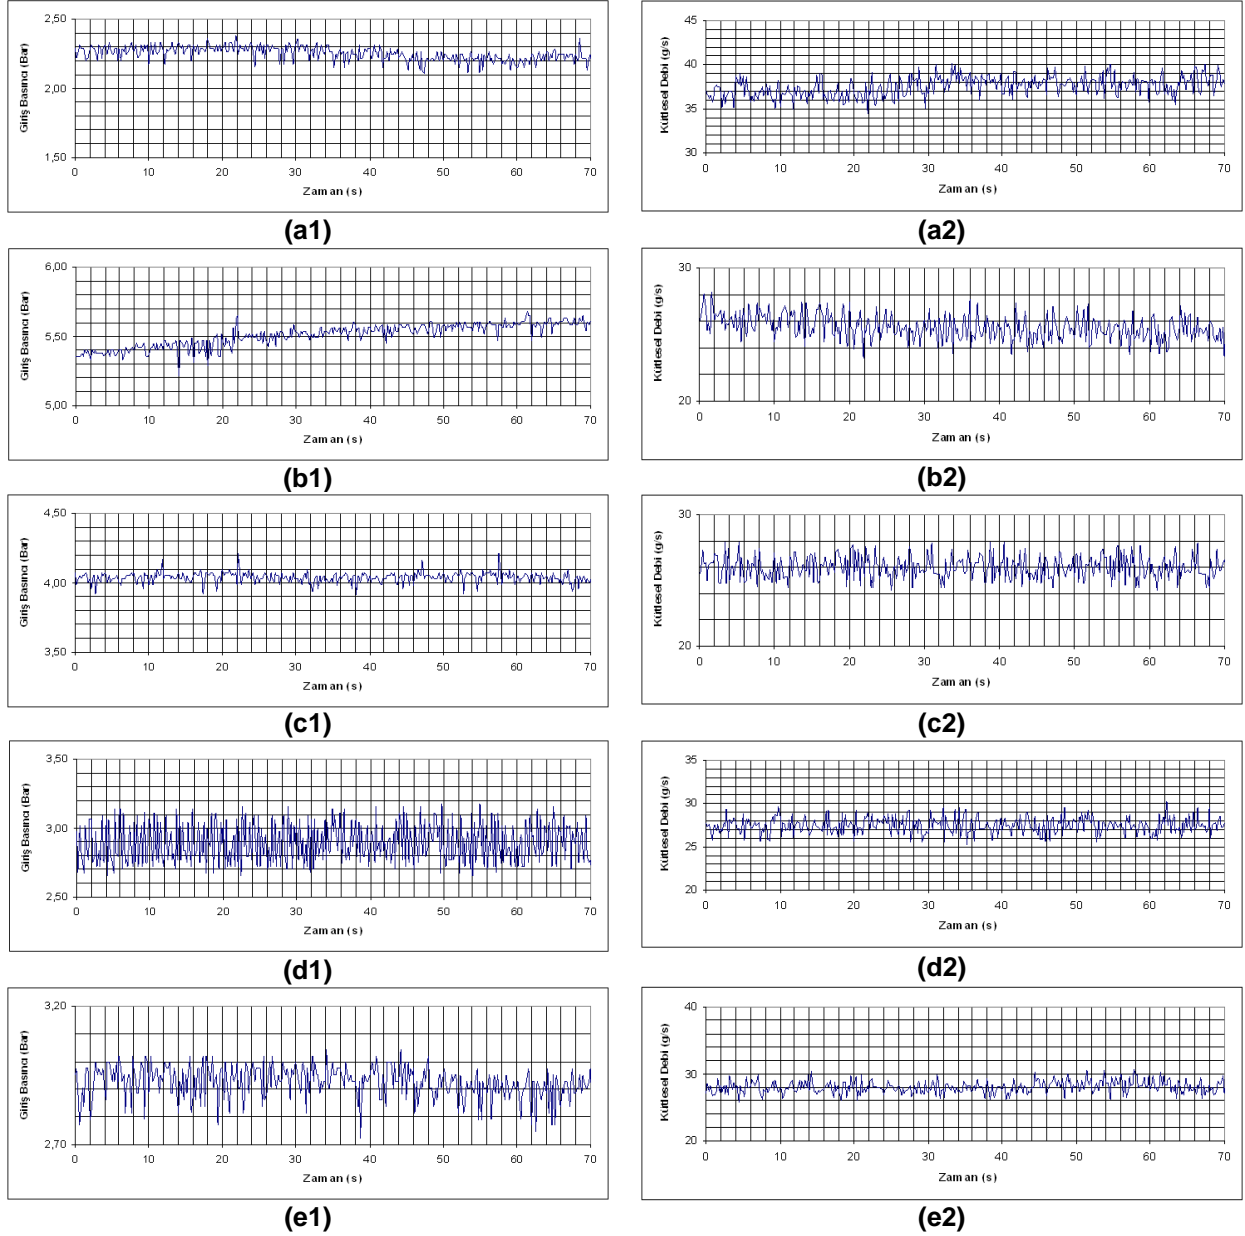 2,50
2,00
1,50
Giriş Basıncı (Bar)
0 10 20 30 40 50 60 70
Zaman (s)
(a1)
45
40
35
30
Kütlesel Debi (g/s)
0 10 20 30 40 50 60 70
Zaman (s)
(a2)
6,00
5,50
5,00
Giriş Basıncı (Bar)
0 10 20 30 40 50 60 70
Zaman (s)
(b1)
30
20
Kütlesel Debi (g/s)
0 10 20 30 40 50 60 70
Zaman (s)
(b2)
4,50
4,00
3,50
Giriş Basıncı (Bar)
0 10 20 30 40 50 60 70
Zaman (s)
(c1)
30
20
Kütlesel Debi (g/s)
0 10 20 30 40 50 60 70
Zaman (s)
(c2)
3,50
3,00
2,50
Giriş Basıncı (Bar)
0 10 20 30 40 50 60 70
Zaman (s)
(d1)
35
30
25
20
Kütlesel Debi (g/s)
0 10 20 30 40 50 60 70
Zaman (s)
(d2)
3,20
2,70
Giriş Basıncı (Bar)
0 10 20 30 40 50 60 70
Zaman (s)
(e1)
40
30
20
Kütlesel Debi (g/s)
0 10 20 30 40 50 60 70
Zaman (s)
(e2)